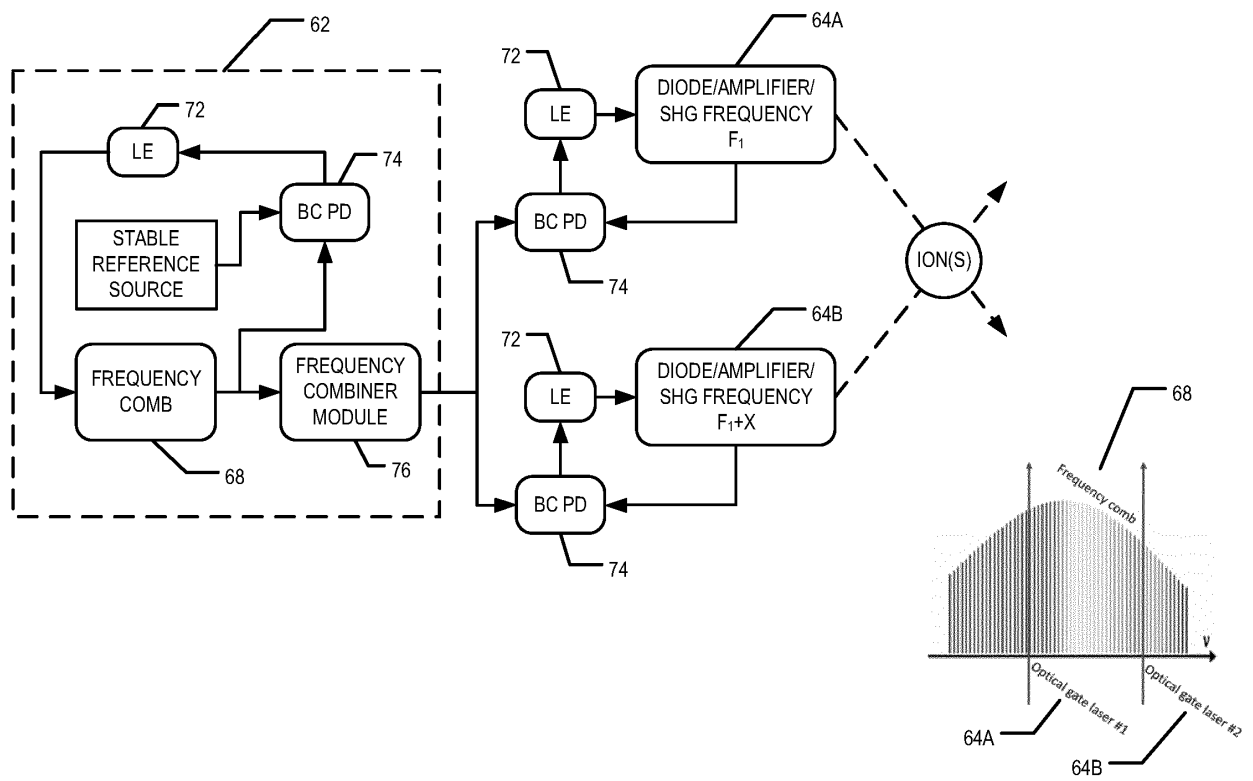 62
72
LE
74
BC PD
STABLE
REFERENCE
SOURCE
FREQUENCY
COMB
FREQUENCY
COMBINER
MODULE
68
76
64A
72
LE
DIODE/AMPLIFIER/
SHG FREQUENCY
F₁
BC PD
74
ION(S)
64B
72
LE
DIODE/AMPLIFIER/
SHG FREQUENCY
F₁+X
BC PD
74
68
Frequency comb
ν
Optical gate laser #1
Optical gate laser #2
64A
64B